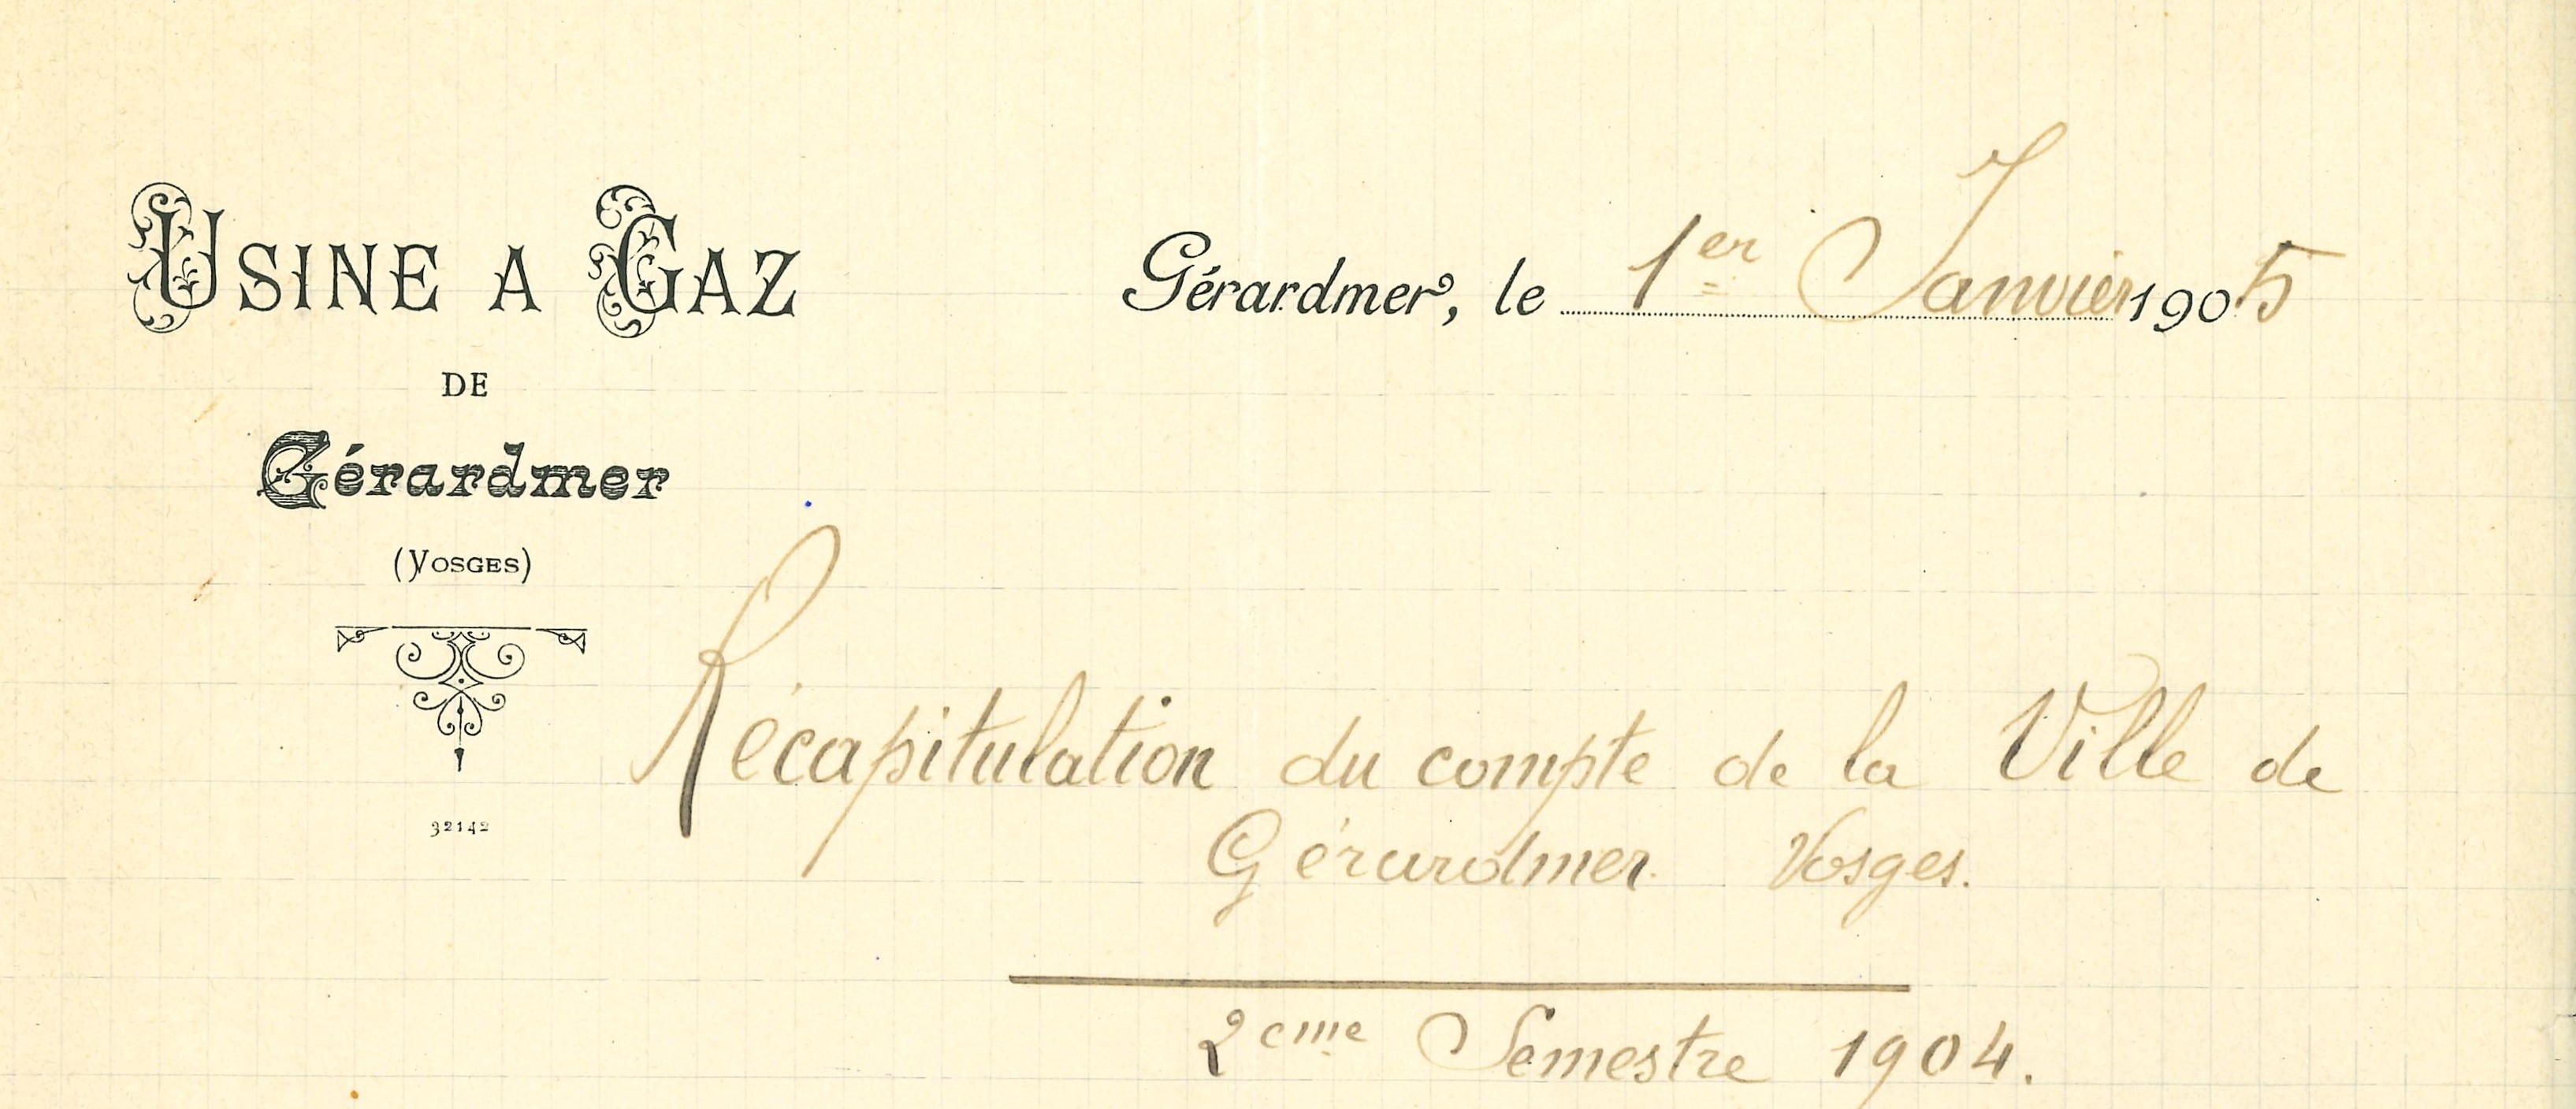 USINE A GAZ
DE
Gérardmer
(VOSGES)
32142
Gérardmer, le 1er Janvier 1905
Récapitulation du compte de la Ville de
Gérardmer Vosges.
2eme Semestre 1904.